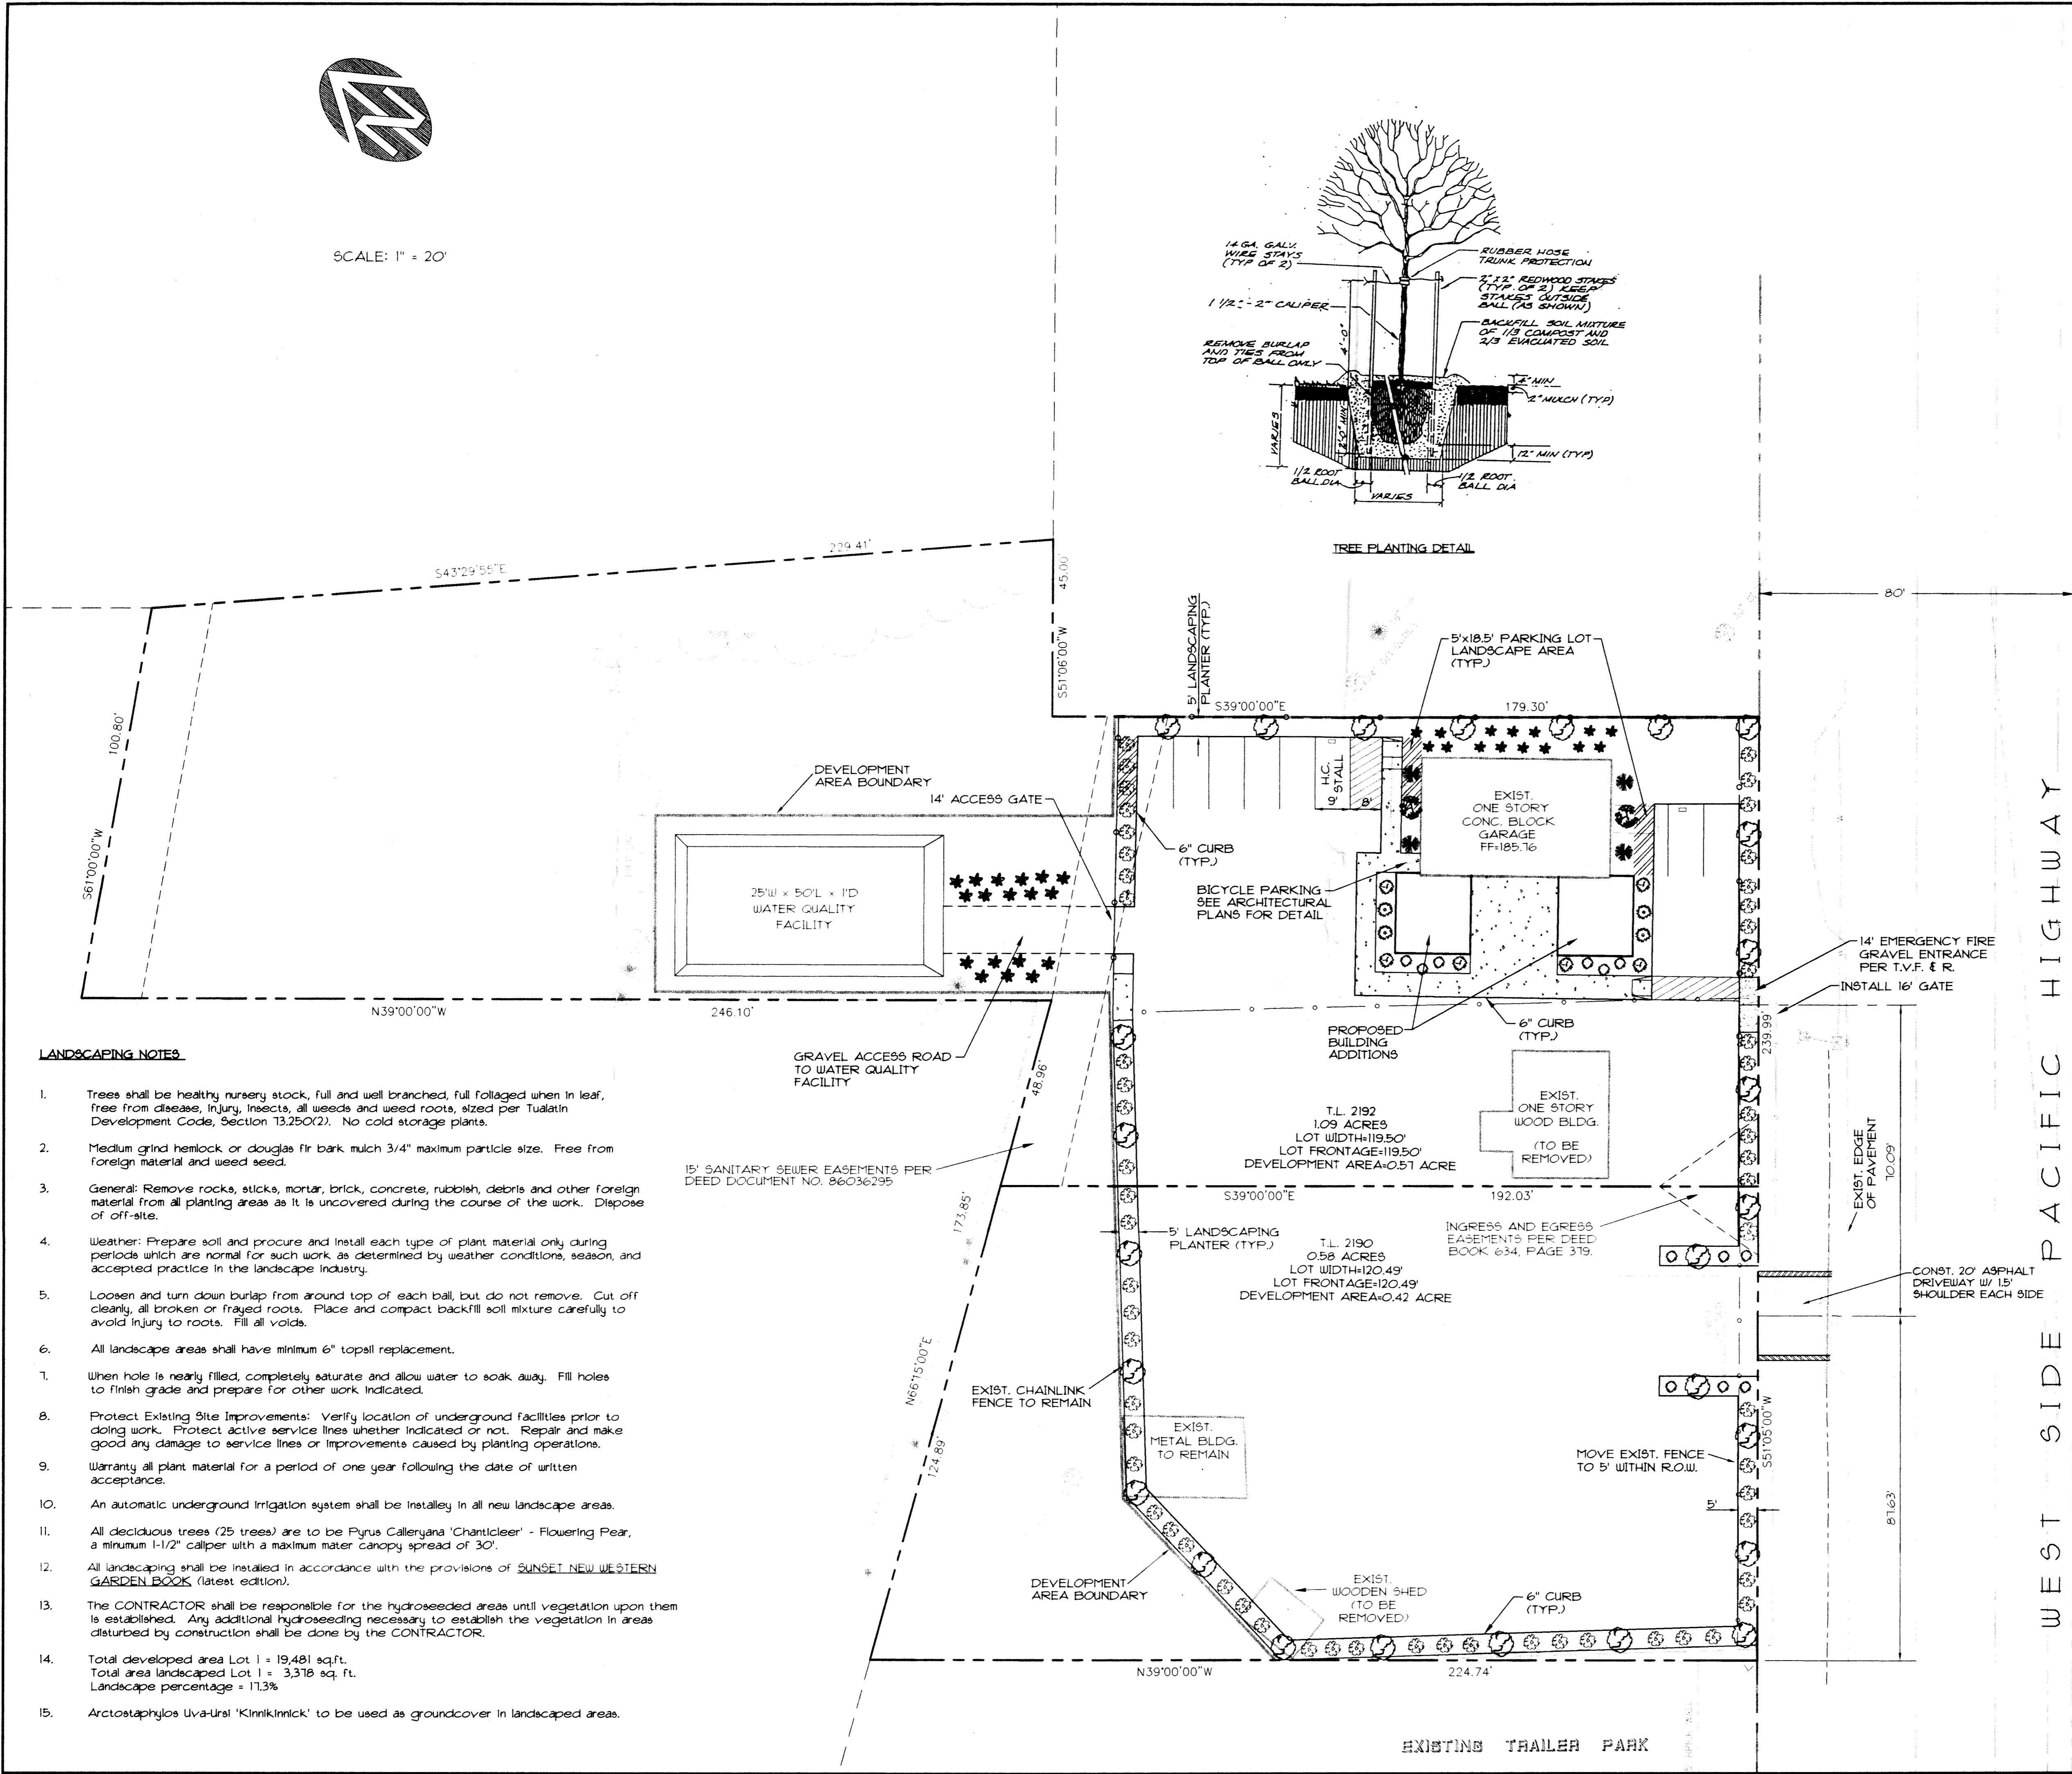 SCALE: 1" = 20'
14 GA. GALV.
WIRE STAYS
(TYP OF 2)
1 1/2" - 2" CALIPER
REMOVE BURLAP
AND TIES FROM
TOP OF BALL ONLY
RUBBER HOSE
TRUNK PROTECTION
2" X 2" REDWOOD STAKES
(TYP. OF 2) KEEP
STAKES OUTSIDE
BALL (AS SHOWN)
BACKFILL SOIL MIXTURE
OF 1/3 COMPOST AND
2/3 EVACUATED SOIL
4'-0"
4" MIN
2" MULCH (TYP)
VARIES
2'-0" MIN
12" MIN (TYP)
1/2 ROOT
BALL DIA
1/2 ROOT
BALL DIA
VARIES
TREE PLANTING DETAIL
S43°29'55"E
229.41'
45.00'
S51°06'00"W
100.80'
S61°00'00"W
80'
5' LANDSCAPING
PLANTER (TYP.)
5'x18.5' PARKING LOT
LANDSCAPE AREA
(TYP.)
S39°00'00"E
179.30'
DEVELOPMENT
AREA BOUNDARY
14' ACCESS GATE
H.C.
STALL
9'
8'
EXIST.
ONE STORY
CONC. BLOCK
GARAGE
FF=185.76
6" CURB
(TYP.)
25'W x 50'L x 1'D
WATER QUALITY
FACILITY
BICYCLE PARKING
SEE ARCHITECTURAL
PLANS FOR DETAIL
14' EMERGENCY FIRE
GRAVEL ENTRANCE
PER T.V.F. & R.
INSTALL 16' GATE
N39°00'00"W
246.10'
6" CURB
(TYP.)
PROPOSED
BUILDING
ADDITIONS
239.99'
GRAVEL ACCESS ROAD
TO WATER QUALITY
FACILITY
48.96'
EXIST.
ONE STORY
WOOD BLDG.
(TO BE
REMOVED)
T.L. 2192
1.09 ACRES
LOT WIDTH=119.50'
LOT FRONTAGE=119.50'
DEVELOPMENT AREA=0.57 ACRE
EXIST. EDGE
OF PAVEMENT
70.09'
15' SANITARY SEWER EASEMENTS PER
DEED DOCUMENT NO. 86036295
S39°00'00"E
192.03'
173.85'
5' LANDSCAPING
PLANTER (TYP.)
INGRESS AND EGRESS
EASEMENTS PER DEED
BOOK 634, PAGE 379.
T.L. 2190
0.58 ACRES
LOT WIDTH=120.49'
LOT FRONTAGE=120.49'
DEVELOPMENT AREA=0.42 ACRE
CONST. 20' ASPHALT
DRIVEWAY W/ 1.5'
SHOULDER EACH SIDE
N66°15'00"E
124.89'
EXIST. CHAINLINK
FENCE TO REMAIN
EXIST.
METAL BLDG.
TO REMAIN
MOVE EXIST. FENCE
TO 5' WITHIN R.O.W.
S51°05'00"W
5'
87.63'
DEVELOPMENT
AREA BOUNDARY
EXIST.
WOODEN SHED
(TO BE
REMOVED)
6" CURB
(TYP.)
N39°00'00"W
224.74'
EXISTING TRAILER PARK
WEST SIDE PACIFIC HIGHWAY
LANDSCAPING NOTES
1. Trees shall be healthy nursery stock, full and well branched, full foliaged when in leaf,
free from disease, injury, insects, all weeds and weed roots, sized per Tualatin
Development Code, Section 73.250(2). No cold storage plants.
2. Medium grind hemlock or douglas fir bark mulch 3/4" maximum particle size. Free from
foreign material and weed seed.
3. General: Remove rocks, sticks, mortar, brick, concrete, rubbish, debris and other foreign
material from all planting areas as it is uncovered during the course of the work. Dispose
of off-site.
4. Weather: Prepare soil and procure and install each type of plant material only during
periods which are normal for such work as determined by weather conditions, season, and
accepted practice in the landscape industry.
5. Loosen and turn down burlap from around top of each ball, but do not remove. Cut off
cleanly, all broken or frayed roots. Place and compact backfill soil mixture carefully to
avoid injury to roots. Fill all voids.
6. All landscape areas shall have minimum 6" topsil replacement.
7. When hole is nearly filled, completely saturate and allow water to soak away. Fill holes
to finish grade and prepare for other work indicated.
8. Protect Existing Site Improvements: Verify location of underground facilities prior to
doing work. Protect active service lines whether indicated or not. Repair and make
good any damage to service lines or improvements caused by planting operations.
9. Warranty all plant material for a period of one year following the date of written
acceptance.
10. An automatic underground irrigation system shall be installey in all new landscape areas.
11. All deciduous trees (25 trees) are to be Pyrus Calleryana 'Chanticleer' - Flowering Pear,
a minumum 1-1/2" caliper with a maximum mater canopy spread of 30'.
12. All landscaping shall be installed in accordance with the provisions of SUNSET NEW WESTERN
GARDEN BOOK (latest edition).
13. The CONTRACTOR shall be responsible for the hydroseeded areas until vegetation upon them
is established. Any additional hydroseeding necessary to establish the vegetation in areas
disturbed by construction shall be done by the CONTRACTOR.
14. Total developed area Lot 1 = 19,481 sq.ft.
Total area landscaped Lot 1 = 3,378 sq. ft.
Landscape percentage = 17.3%
15. Arctostaphylos Uva-Ursi 'Kinnikinnick' to be used as groundcover in landscaped areas.